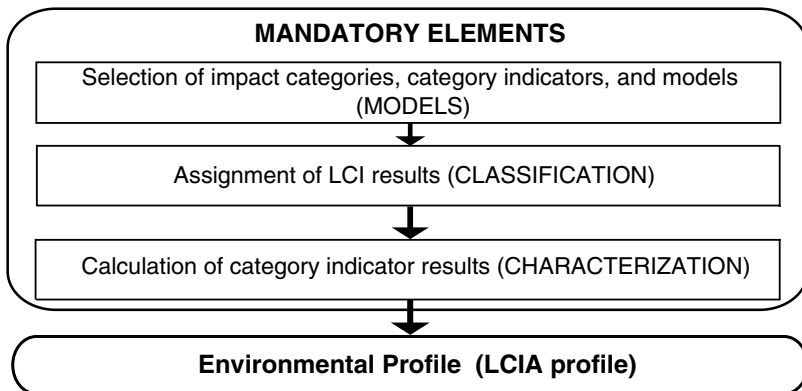 MANDATORY ELEMENTS
Selection of impact categories, category indicators, and models
(MODELS)
Assignment of LCI results (CLASSIFICATION)
Calculation of category indicator results (CHARACTERIZATION)
Environmental Profile (LCIA profile)